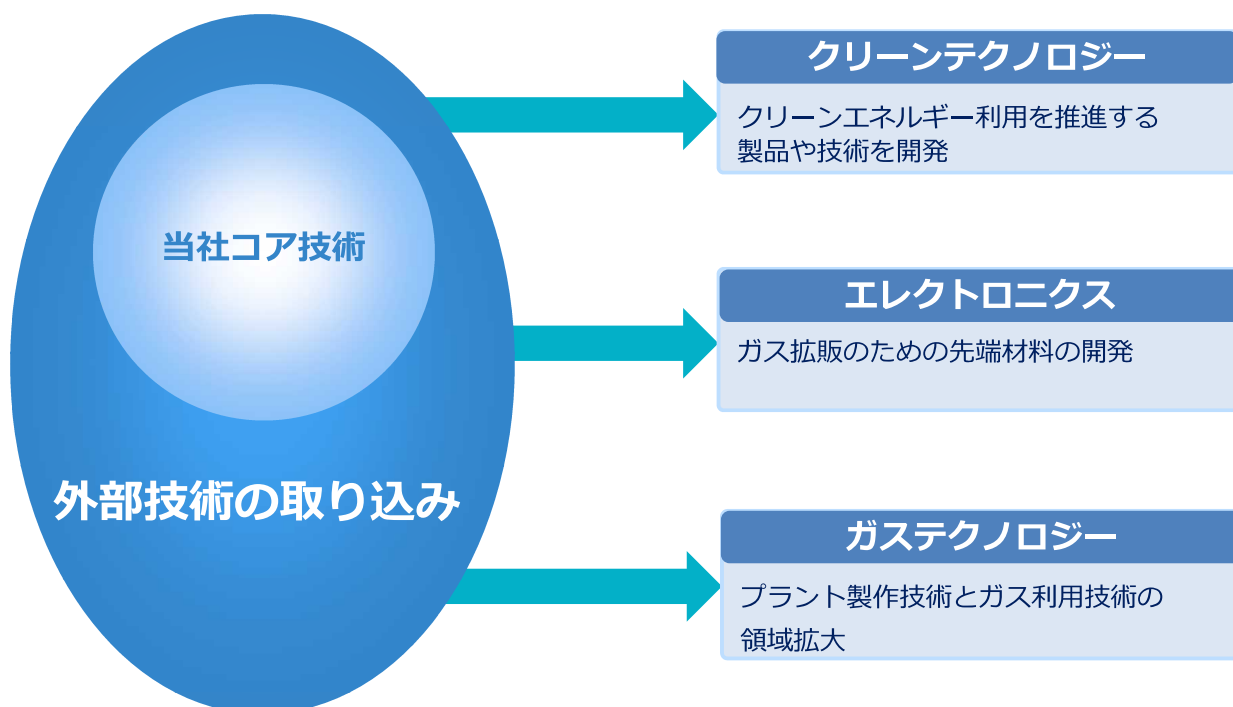 当社コア技術
外部技術の取り込み
クリーンテクノロジー
クリーンエネルギー利用を推進する
製品や技術を開発
エレクトロニクス
ガス拡販のための先端材料の開発
ガステクノロジー
プラント製作技術とガス利用技術の
領域拡大